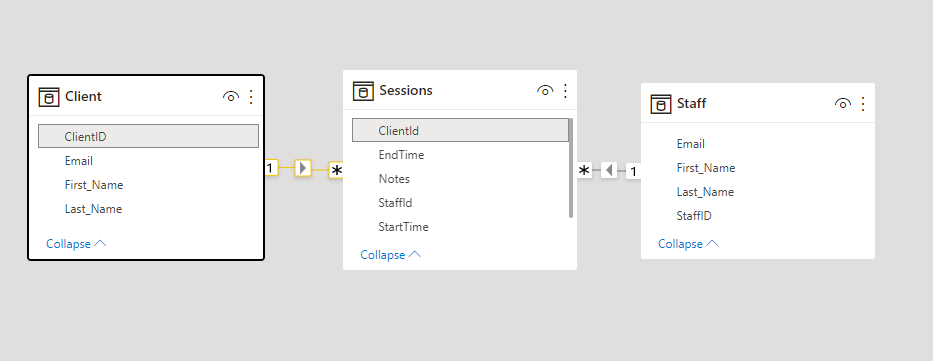 Client
ClientID
Email
First_Name
Last_Name
Collapse
1
*
Sessions
ClientId
EndTime
Notes
StaffId
StartTime
Collapse
*
1
Staff
Email
First_Name
Last_Name
StaffID
Collapse